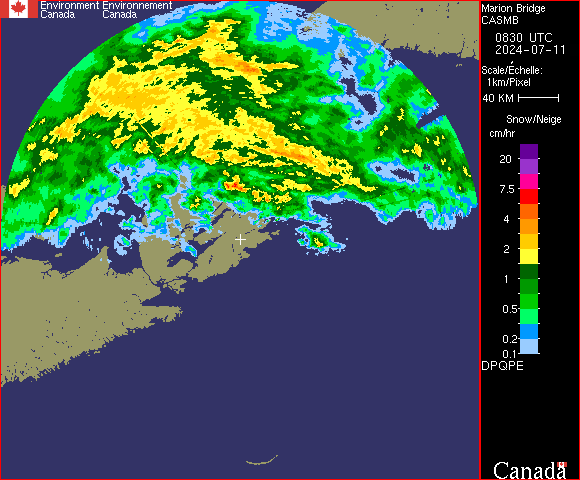 Environment Environnement
Canada Canada
Marion Bridge
CASMB
0830 UTC
2024-07-11
Scale/Echelle:
1km/Pixel
40 KM
Snow/Neige
cm/hr
20
7.5
4
2
1
0.5
0.2
0.1
DPQPE
Canada